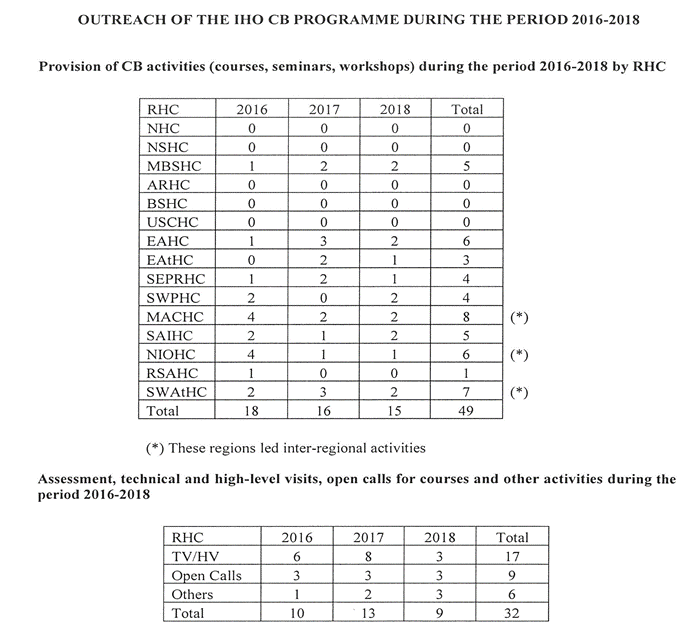 OUTREACH OF THE IHO CB PROGRAMME DURING THE PERIOD 2016-2018
Provision of CB activities (courses, seminars, workshops) during the period 2016-2018 by RHC
RHC 2016 2017 2018 Total
NHC 0 0 0 0
NSHC 0 0 0 0
MBSHC 1 2 2 5
ARHC 0 0 0 0
BSHC 0 0 0 0
USCHC 0 0 0 0
EAHC 1 3 2 6
EAtHC 0 2 1 3
SEPRHC 1 2 1 4
SWPHC 2 0 2 4
MACHC 4 2 2 8 (*)
SAIHC 2 1 2 5
NIOHC 4 1 1 6 (*)
RSAHC 1 0 0 1
SWAtHC 2 3 2 7 (*)
Total 18 16 15 49
(*) These regions led inter-regional activities
Assessment, technical and high-level visits, open calls for courses and other activities during the
period 2016-2018
RHC 2016 2017 2018 Total
TV/HV 6 8 3 17
Open Calls 3 3 3 9
Others 1 2 3 6
Total 10 13 9 32